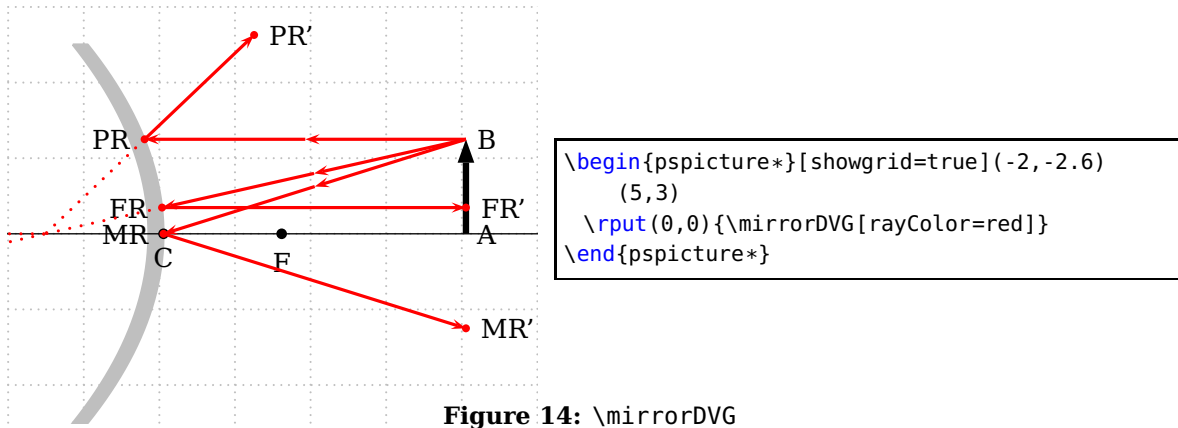 PR’
PR
B
FR
FR’
MR
A
C
F
MR’
\begin{pspicture*}[showgrid=true](-2,-2.6)
(5,3)
\rput(0,0){\mirrorDVG[rayColor=red]}
\end{pspicture*}
Figure 14: \mirrorDVG